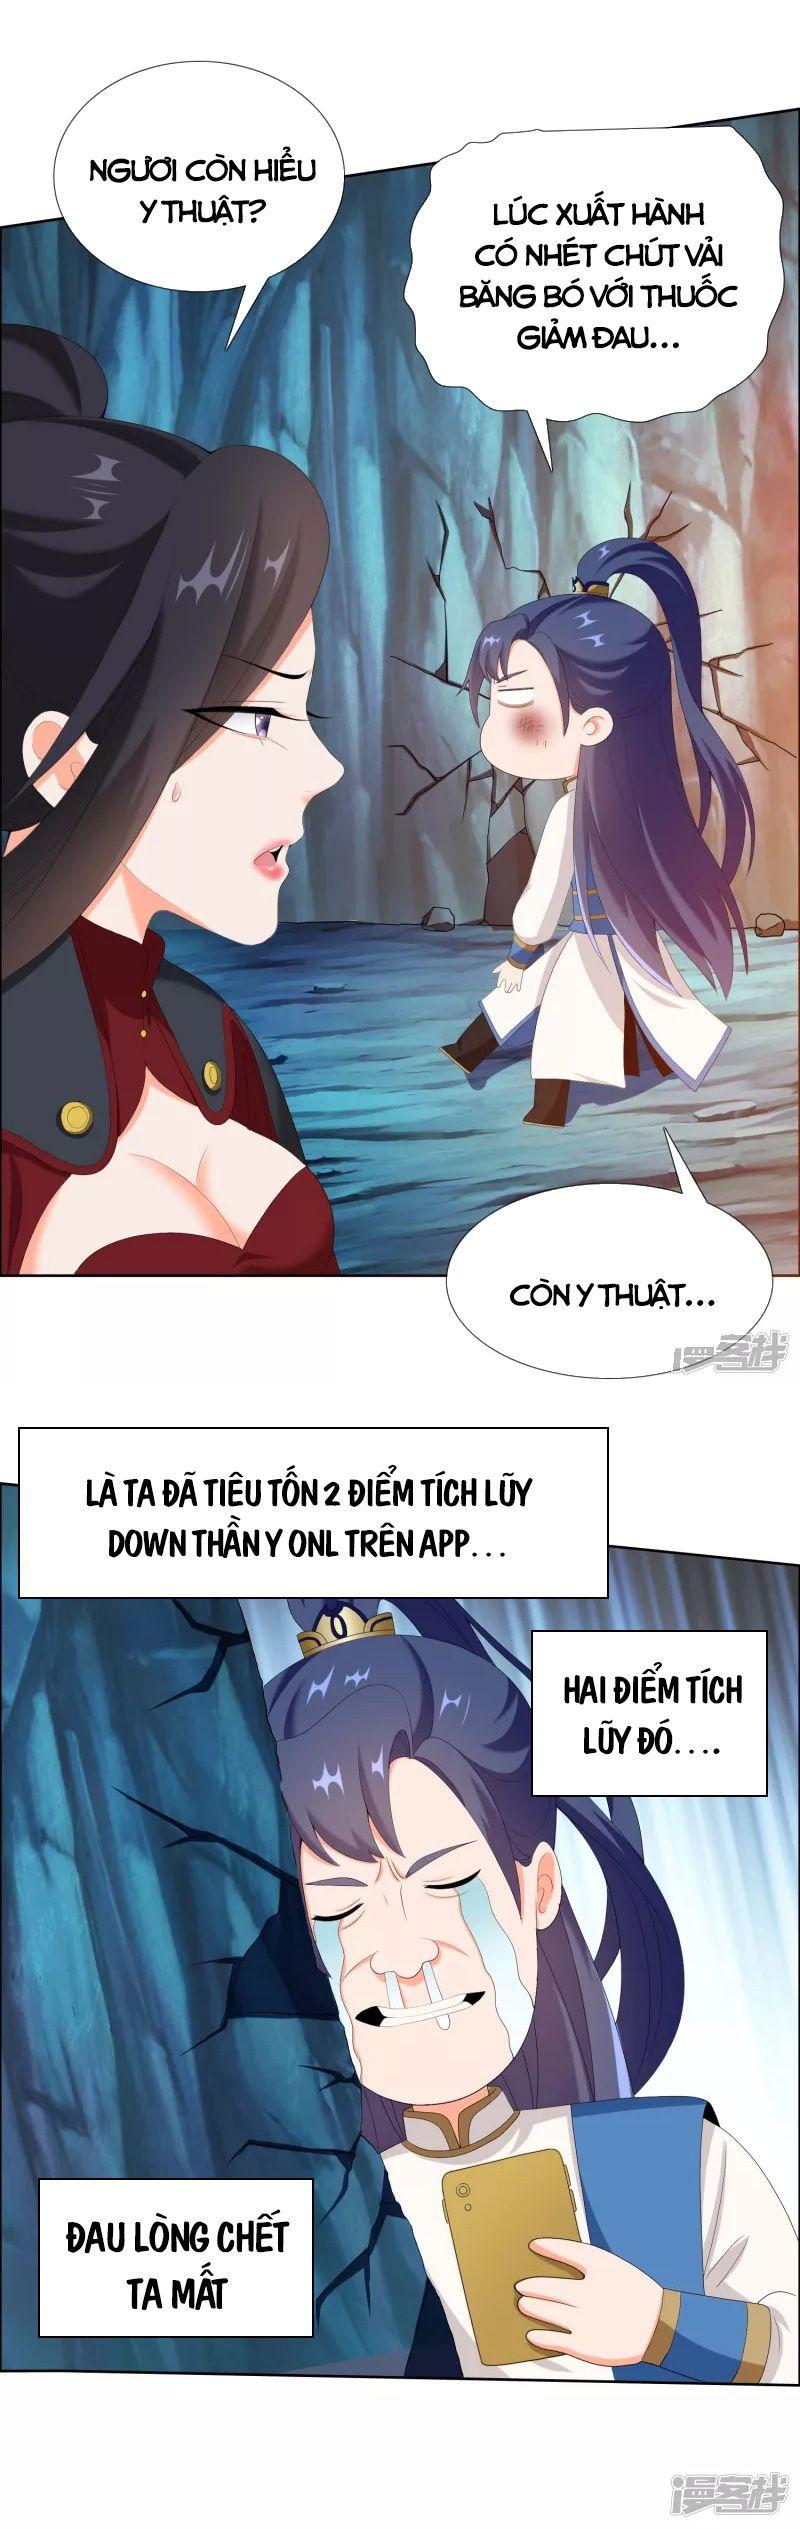 NGƯƠI CÒN HIỂU
Y THUẬT?
LÚC XUẤT HÀNH
CÓ NHÉT CHÚT VẢI
BĂNG BÓ VỚI THUỐC
GIẢM ĐAU...
CÒN Y THUẬT...
漫客栈
LÀ TA ĐÃ TIÊU TỐN 2 ĐIỂM TÍCH LŨY
DOWN THẦN Y ONL TRÊN APP...
HAI ĐIỂM TÍCH
LŨY ĐÓ....
ĐAU LÒNG CHẾT
TA MẤT
漫客栈